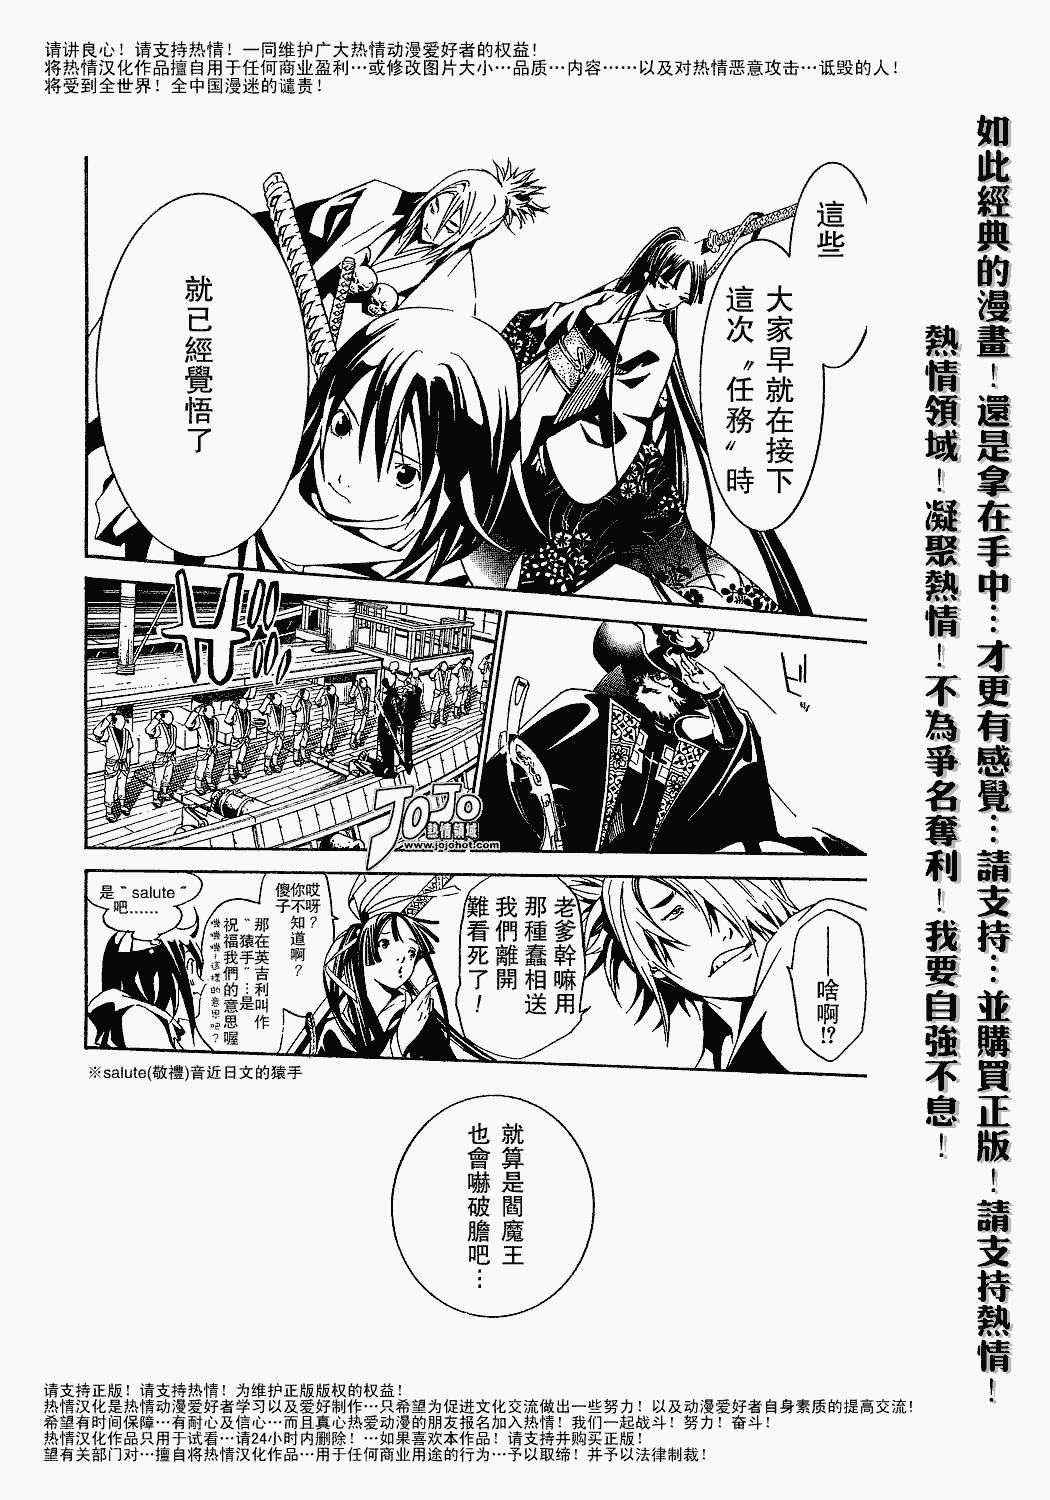 请讲良心！请支持热情！一同维护广大热情动漫爱好者的权益！
将热情汉化作品擅自用于任何商业盈利…或修改图片大小…品质…内容……以及对热情恶意攻击…诋毁的人！
将受到全世界！全中国漫迷的谴责！
如此經典的漫畫！還是拿在手中…才更有感覺…請支持…並購買正版！請支持熱情！
熱情領域！凝聚熱情！不為爭名奪利！我要自強不息！
這些
大家早就在接下
這次〝任務〞時
就已經覺悟了
ザッ
JOJO
熱情領域
www.jojohot.com
——啥啊!?
老爹幹嘛用
那種蠢相送
我們離開
難看死了！
哎呀？
你不知道啊？
傻子
那在英吉利叫作
〝猿手〞…是
祝福我們的意思喔
是〝salute〞
吧……
※salute(敬禮)音近日文的猿手
就算是閻魔王
也會嚇破膽吧…
请支持正版！请支持热情！为维护正版版权的权益！
热情汉化是热情动漫爱好者学习以及爱好制作…只希望为促进文化交流做出一些努力！以及动漫爱好者自身素质的提高交流！
希望有时间保障…有耐心及信心…而且真心热爱动漫的朋友报名加入热情！我们一起战斗！努力！奋斗！
热情汉化作品只用于试看…请24小时内删除！…如果喜欢本作品！请支持并购买正版！
望有关部门对…擅自将热情汉化作品…用于任何商业用途的行为…予以取缔！并予以法律制裁！